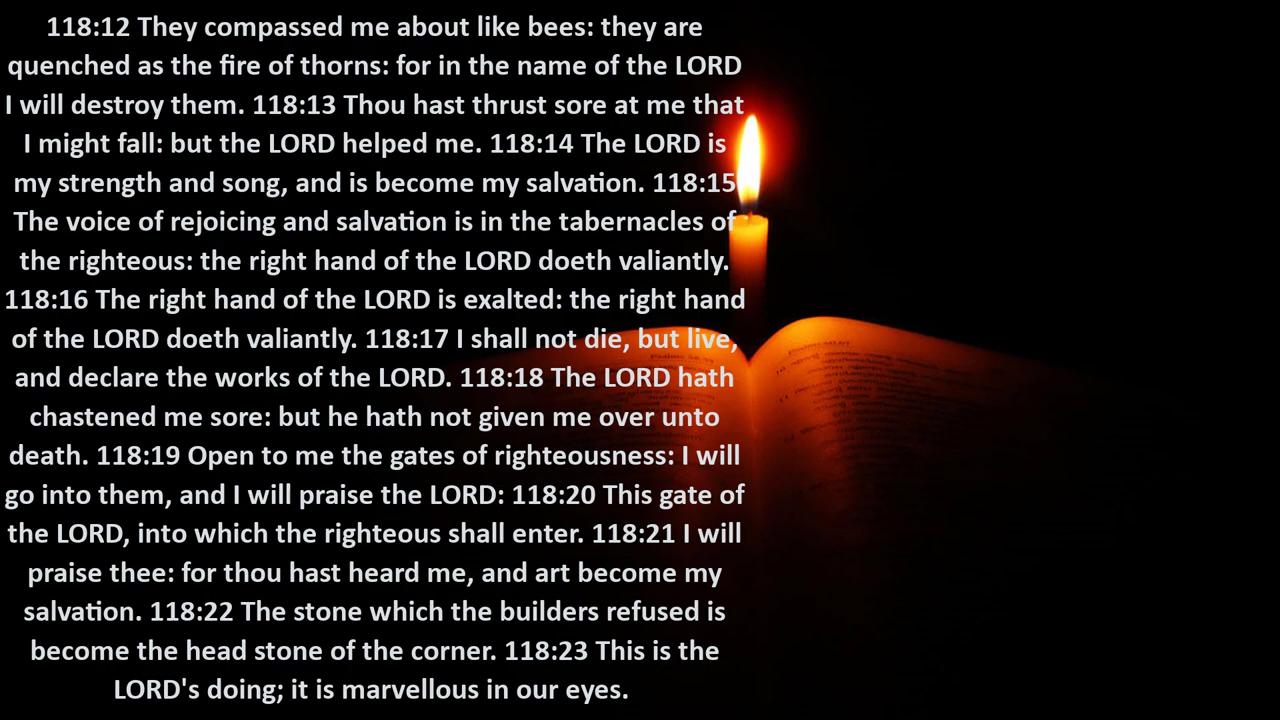 118:12 They compassed me about like bees: they are
quenched as the fire of thorns: for in the name of the LORD
I will destroy them. 118:13 Thou hast thrust sore at me that
I might fall: but the LORD helped me. 118:14 The LORD is
my strength and song, and is become my salvation. 118:15
The voice of rejoicing and salvation is in the tabernacles of
the righteous: the right hand of the LORD doeth valiantly.
118:16 The right hand of the LORD is exalted: the right hand
of the LORD doeth valiantly. 118:17 I shall not die, but live,
and declare the works of the LORD. 118:18 The LORD hath
chastened me sore: but he hath not given me over unto
death. 118:19 Open to me the gates of righteousness: I will
go into them, and I will praise the LORD: 118:20 This gate of
the LORD, into which the righteous shall enter. 118:21 I will
praise thee: for thou hast heard me, and art become my
salvation. 118:22 The stone which the builders refused is
become the head stone of the corner. 118:23 This is the
LORD's doing; it is marvellous in our eyes.